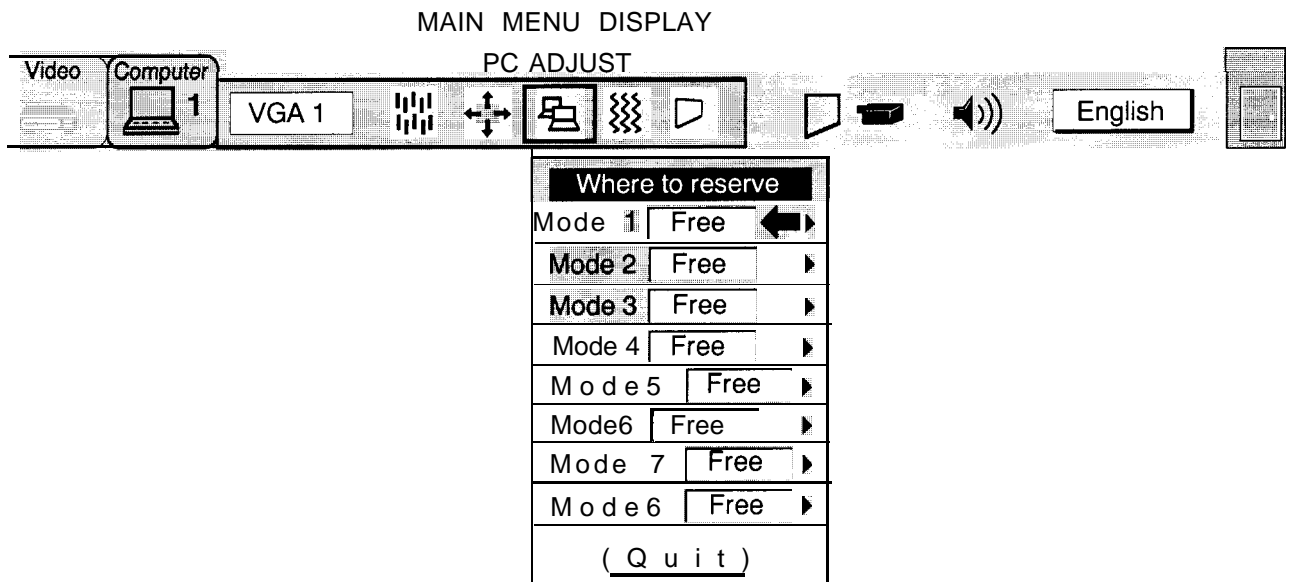 MAIN MENU DISPLAY
PC ADJUST
Video Computer 1 VGA 1 English
Where to reserve
Mode 1 Free
Mode 2 Free
Mode 3 Free
Mode 4 Free
Mode5 Free
Mode6 Free
Mode 7 Free
Mode6 Free
(Quit)